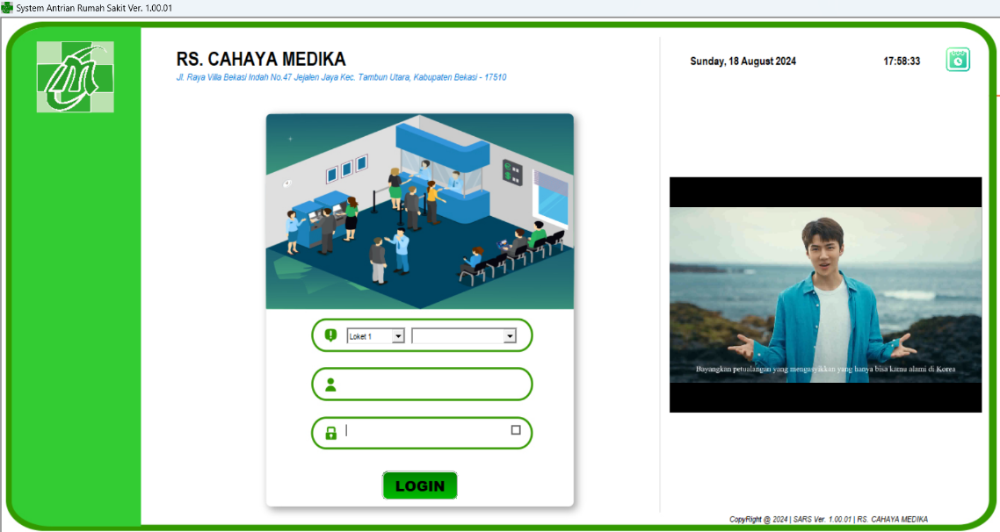 System Antrian Rumah Sakit Ver. 1.00.01
RS. CAHAYA MEDIKA
Jl. Raya Villa Bekasi Indah No.47 Jejalen Jaya Kec. Tambun Utara, Kabupaten Bekasi - 17510
Sunday, 18 August 2024
17:58:33
Loket 1
LOGIN
Bayangkan petualangan yang mengasyikkan yang hanya bisa kamu alami di Korea
CopyRight @ 2024 | SARS Ver. 1.00.01 | RS. CAHAYA MEDIKA